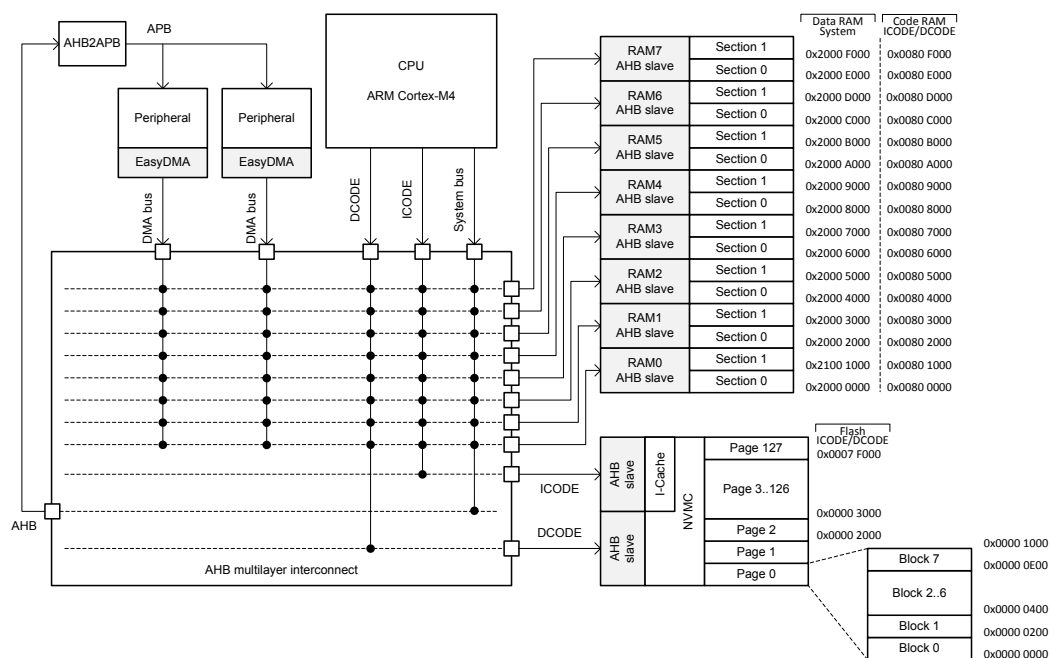 Data RAM
System
Code RAM
ICODE/DCODE
AHB2APB
APB
CPU
ARM Cortex-M4
Peripheral
EasyDMA
Peripheral
EasyDMA
DMA bus
DMA bus
DCODE
ICODE
System bus
RAM7
AHB slave
Section 1
Section 0
0x2000 F000
0x0080 F000
0x2000 E000
0x0080 E000
RAM6
AHB slave
Section 1
Section 0
0x2000 D000
0x0080 D000
0x2000 C000
0x0080 C000
RAM5
AHB slave
Section 1
Section 0
0x2000 B000
0x0080 B000
0x2000 A000
0x0080 A000
RAM4
AHB slave
Section 1
Section 0
0x2000 9000
0x0080 9000
0x2000 8000
0x0080 8000
RAM3
AHB slave
Section 1
Section 0
0x2000 7000
0x0080 7000
0x2000 6000
0x0080 6000
RAM2
AHB slave
Section 1
Section 0
0x2000 5000
0x0080 5000
0x2000 4000
0x0080 4000
RAM1
AHB slave
Section 1
Section 0
0x2000 3000
0x0080 3000
0x2000 2000
0x0080 2000
RAM0
AHB slave
Section 1
Section 0
0x2100 1000
0x0080 1000
0x2000 0000
0x0080 0000
AHB
AHB multilayer interconnect
ICODE
DCODE
AHB
slave
AHB
slave
I-Cache
NVMC
Flash
ICODE/DCODE
Page 127
0x0007 F000
Page 3..126
0x0000 3000
Page 2
0x0000 2000
Page 1
Page 0
0x0000 1000
Block 7
0x0000 0E00
Block 2..6
0x0000 0400
Block 1
0x0000 0200
Block 0
0x0000 0000